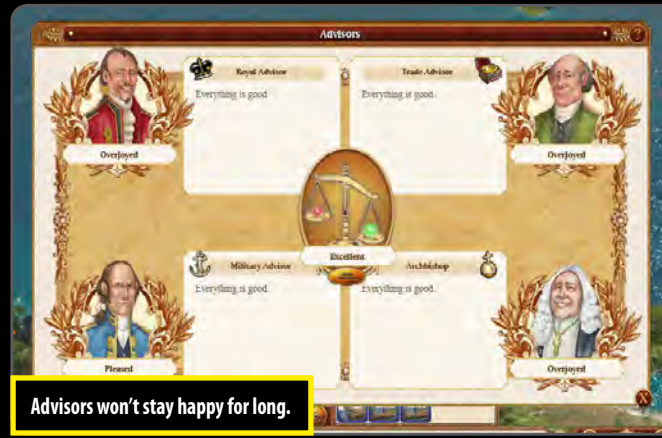 Advisors
Royal Advisor
Everything is good
Overjoyed
Trade Advisor
Everything is good.
Overjoyed
Excellent
Military Advisor
Everything is good.
Pleased
Archbishop
Everything is good.
Overjoyed
X
Advisors won't stay happy for long.